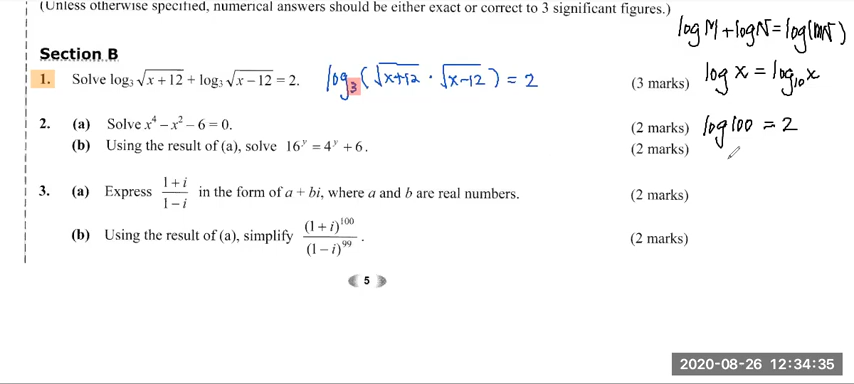 (Unless otherwise specified, numerical answers should be either exact or correct to 3 significant figures.)
log M + log N = log(MN)
Section B
1. Solve log₃ √(x + 12) + log₃ √(x − 12) = 2. log₃(√(x+12) · √(x−12)) = 2 (3 marks)
log x = log₁₀ x
2. (a) Solve x⁴ − x² − 6 = 0. (2 marks)
log 100 = 2
(b) Using the result of (a), solve 16ʸ = 4ʸ + 6. (2 marks)
3. (a) Express (1 + i)/(1 − i) in the form of a + bi, where a and b are real numbers. (2 marks)
(b) Using the result of (a), simplify (1 + i)¹⁰⁰/(1 − i)⁹⁹. (2 marks)
5
2020-08-26 12:34:35